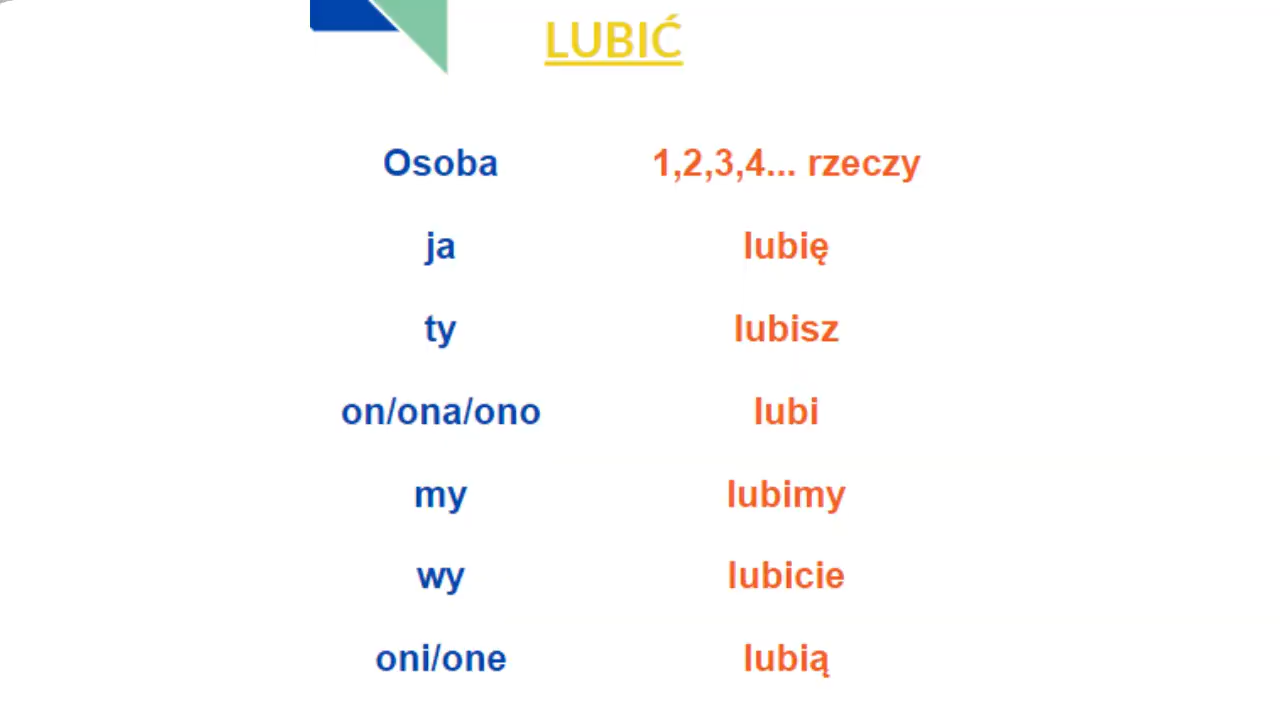 LUBIĆ
Osoba 1,2,3,4... rzeczy
ja lubię
ty lubisz
on/ona/ono lubi
my lubimy
wy lubicie
oni/one lubią